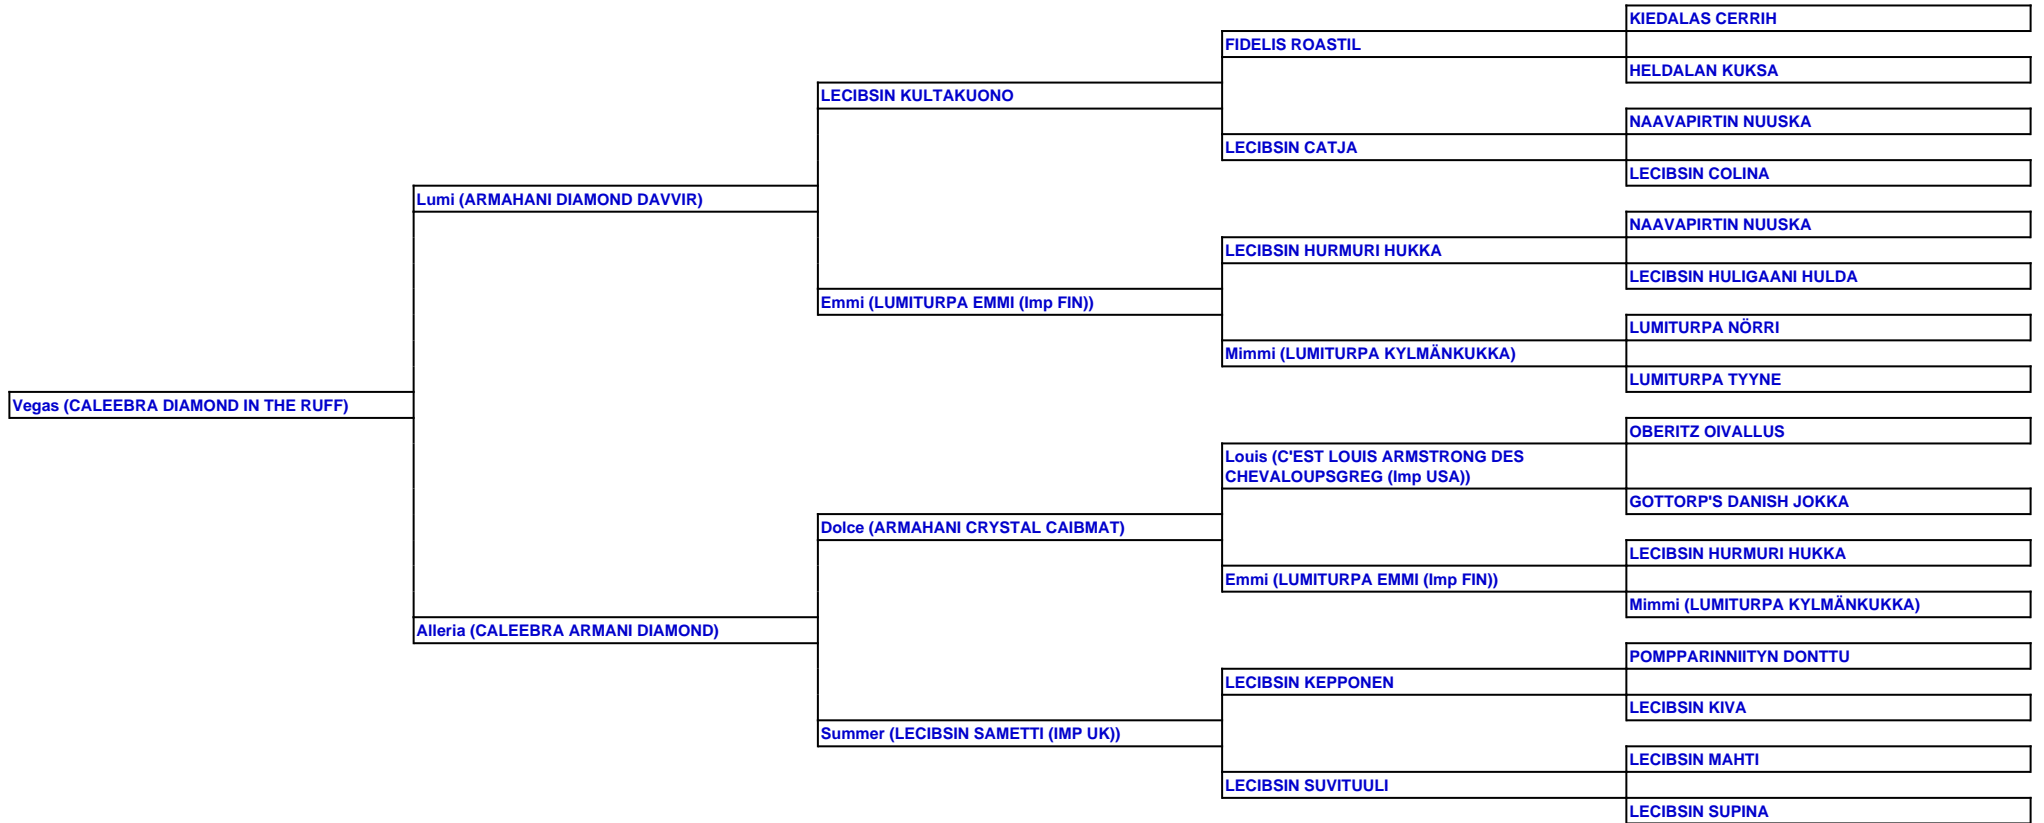 KIEDALAS CERRIH
FIDELIS ROASTIL
HELDALAN KUKSA
LECIBSIN KULTAKUONO
NAAVAPIRTIN NUUSKA
LECIBSIN CATJA
LECIBSIN COLINA
Lumi (ARMAHANI DIAMOND DAVVIR)
NAAVAPIRTIN NUUSKA
LECIBSIN HURMURI HUKKA
LECIBSIN HULIGAANI HULDA
Emmi (LUMITURPA EMMI (Imp FIN))
LUMITURPA NÖRRI
Mimmi (LUMITURPA KYLMÄNKUKKA)
LUMITURPA TYYNE
Vegas (CALEEBRA DIAMOND IN THE RUFF)
OBERITZ OIVALLUS
Louis (C'EST LOUIS ARMSTRONG DES
CHEVALOUPSGREG (Imp USA))
GOTTORP'S DANISH JOKKA
Dolce (ARMAHANI CRYSTAL CAIBMAT)
LECIBSIN HURMURI HUKKA
Emmi (LUMITURPA EMMI (Imp FIN))
Mimmi (LUMITURPA KYLMÄNKUKKA)
Alleria (CALEEBRA ARMANI DIAMOND)
POMPPARINNIITYN DONTTU
LECIBSIN KEPPONEN
LECIBSIN KIVA
Summer (LECIBSIN SAMETTI (IMP UK))
LECIBSIN MAHTI
LECIBSIN SUVITUULI
LECIBSIN SUPINA